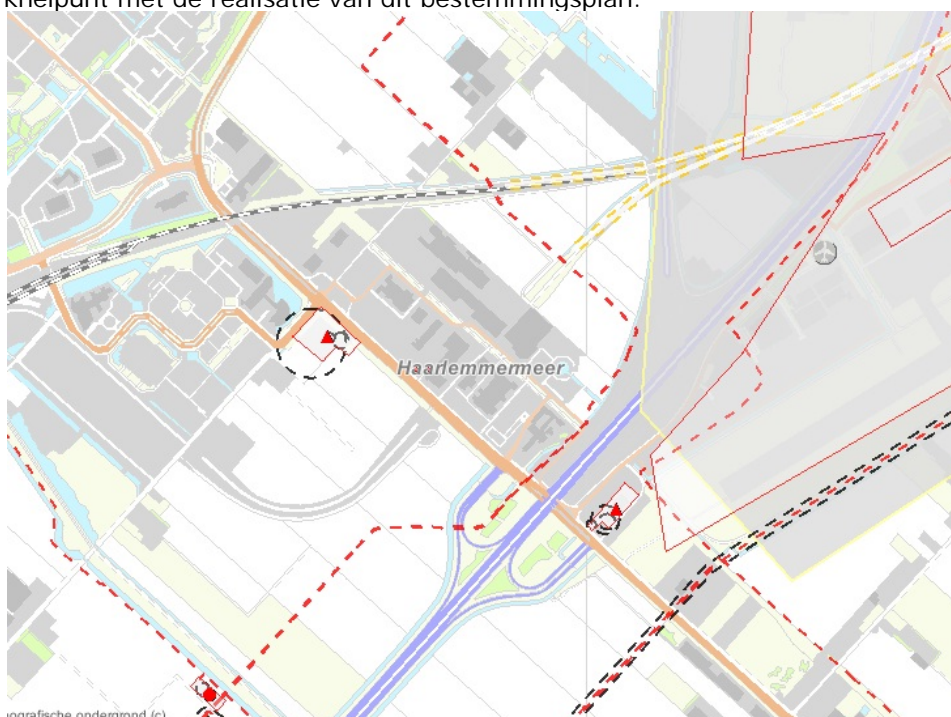 knelpunt met de realisatie van dit bestemmingsplan.
Haarlemmermeer
ografische ondergrond (c)